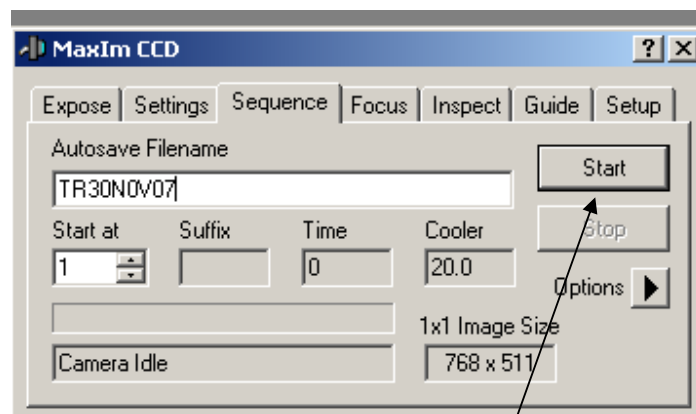 MaxIm CCD
Expose Settings Sequence Focus Inspect Guide Setup
Autosave Filename
Start
TR30N0V07
Start at Suffix Time Cooler Stop
1 0 20.0
Options
1x1 Image Size
Camera Idle 768 x 511